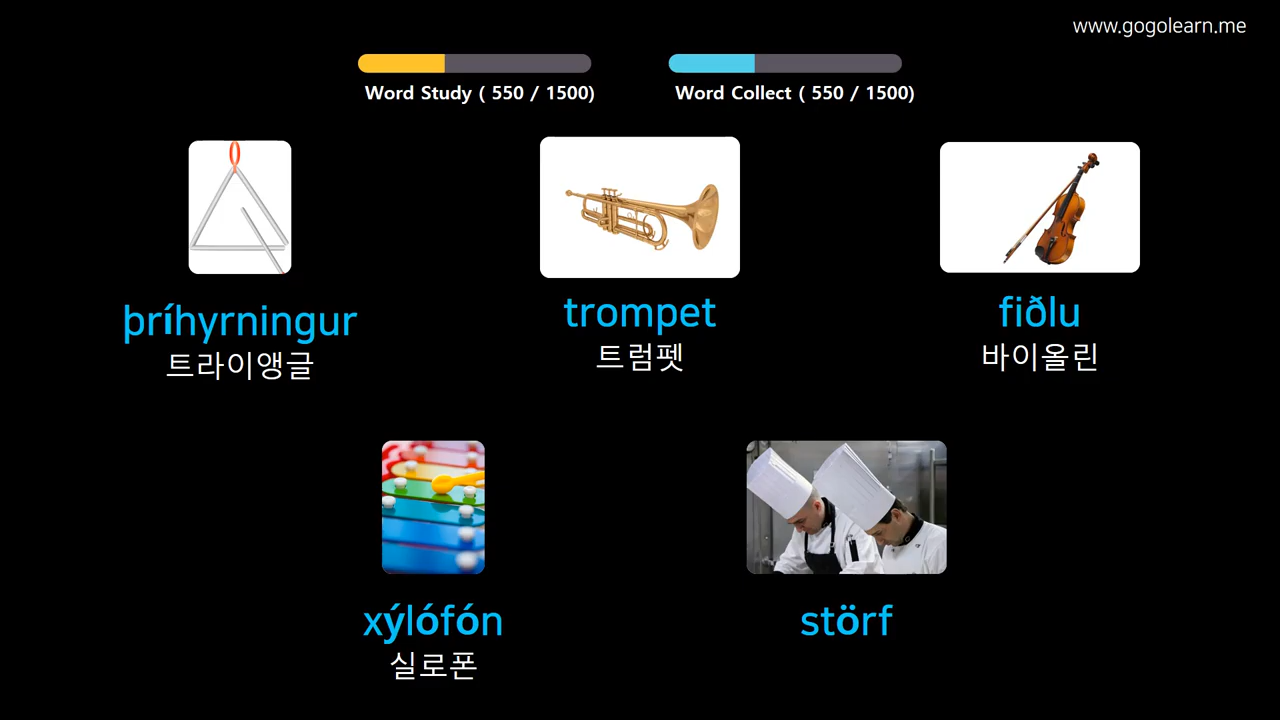 www.gogolearn.me
Word Study ( 550 / 1500)
Word Collect ( 550 / 1500)
þríhyrningur
트라이앵글
trompet
트럼펫
fiðlu
바이올린
xýlófón
실로폰
störf